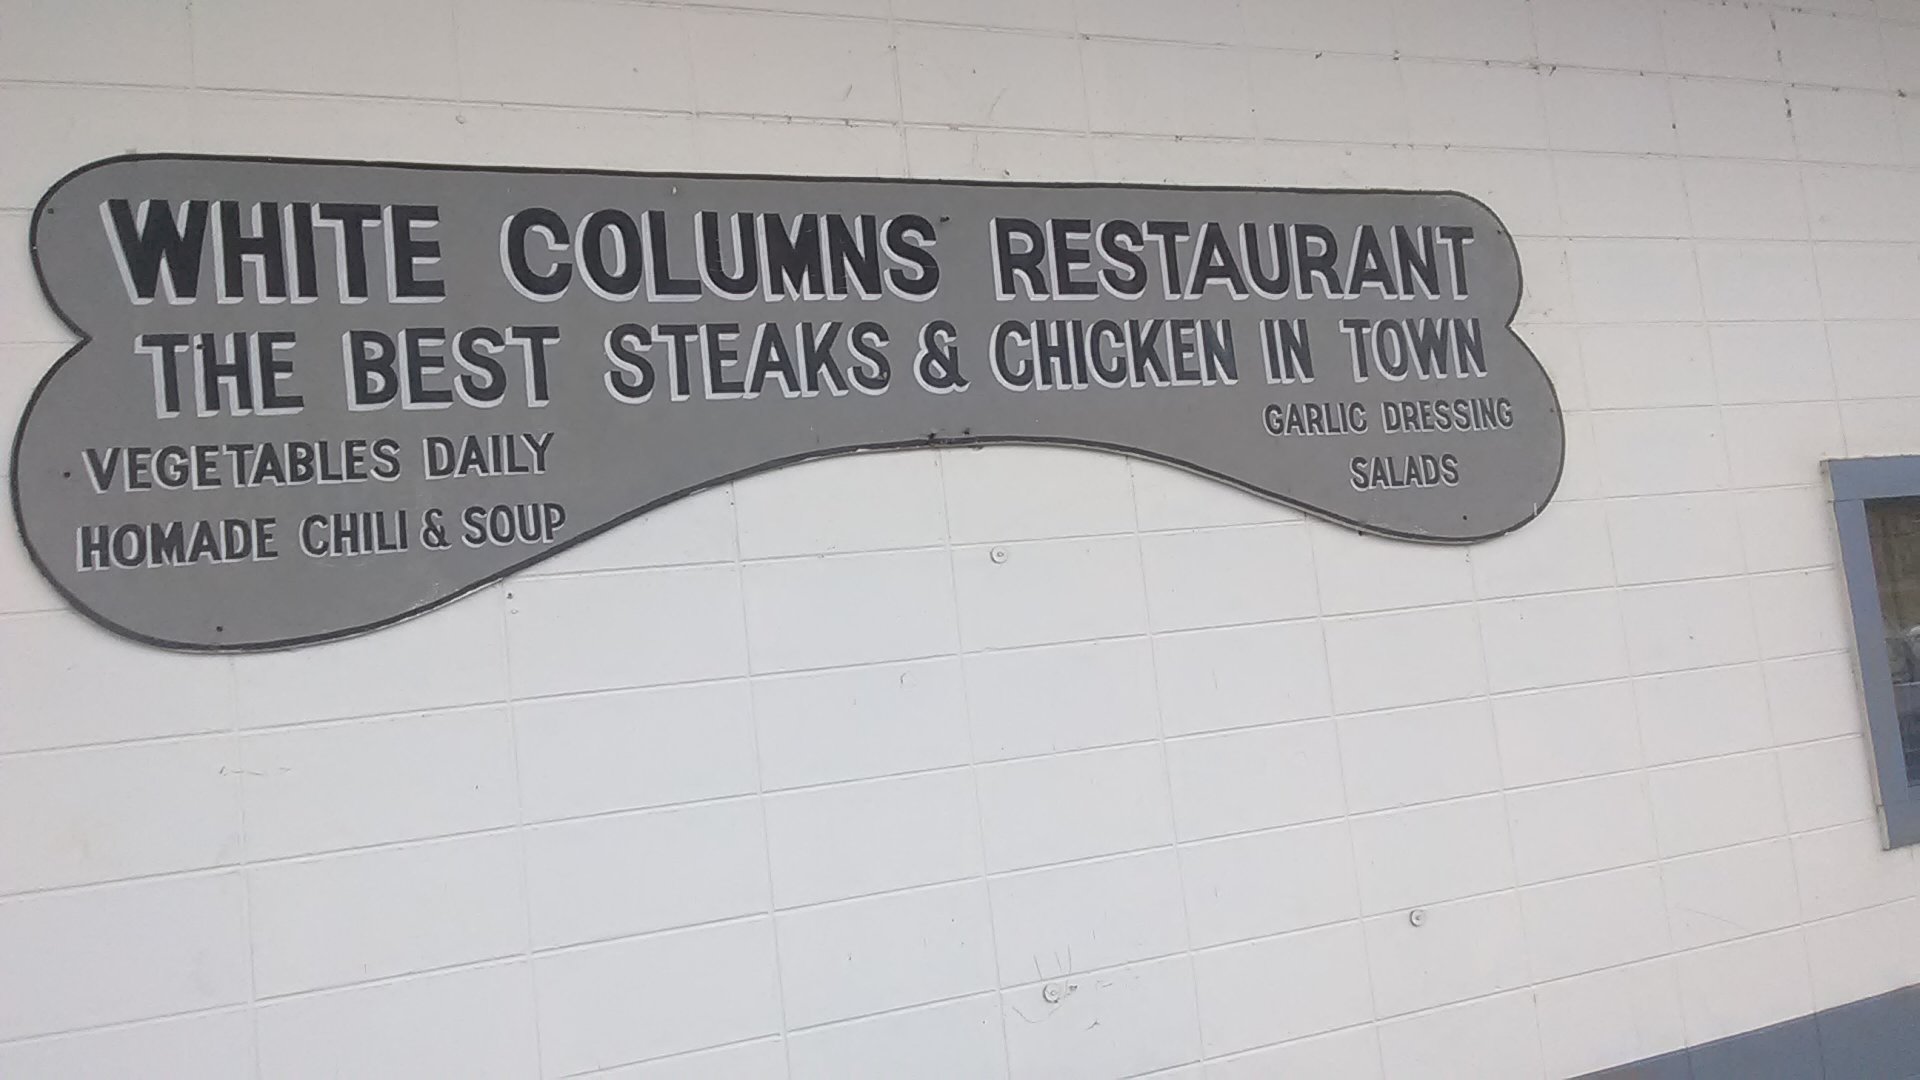 WHITE COLUMNS RESTAURANT
THE BEST STEAKS & CHICKEN IN TOWN
VEGETABLES DAILY
HOMADE CHILI & SOUP
GARLIC DRESSING
SALADS